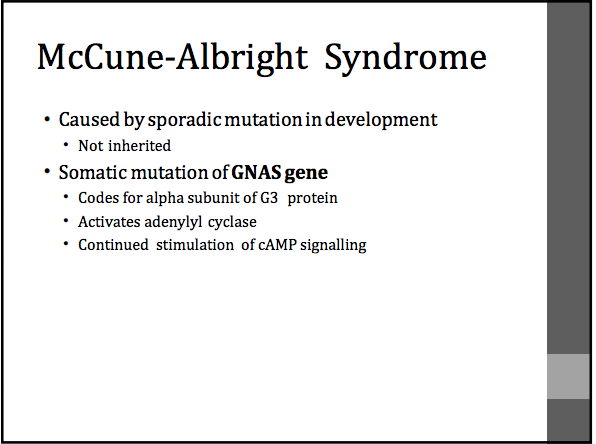 McCune-Albright Syndrome
• Caused by sporadic mutation in development
• Not inherited
• Somatic mutation of GNAS gene
• Codes for alpha subunit of G3 protein
• Activates adenylyl cyclase
• Continued stimulation of cAMP signalling